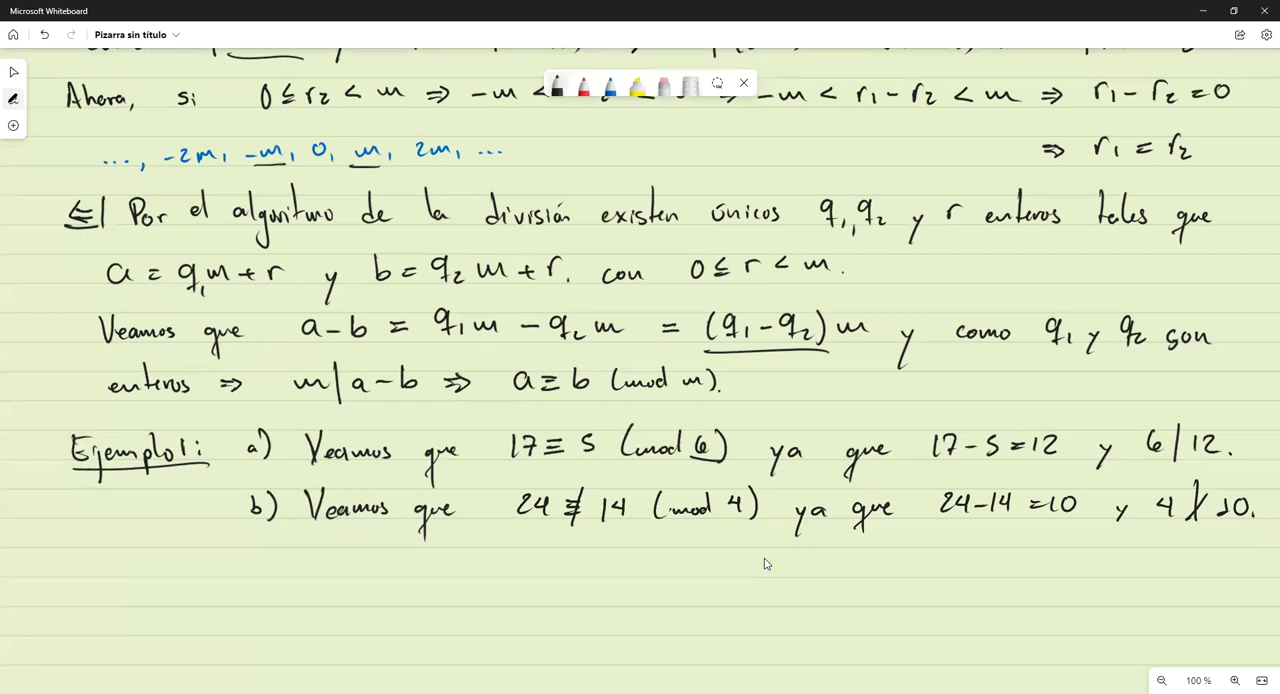 Microsoft Whiteboard
Pizarra sin título
Ahora, si 0 ≤ r₂ < m ⇒ -m < ⇒ -m < r₁ - r₂ < m ⇒ r₁ - r₂ = 0
..., -2m, -m, 0, m, 2m, ... ⇒ r₁ = r₂
⇐| Por el algoritmo de la división existen únicos q₁, q₂ y r enteros tales que
a = q₁m + r y b = q₂m + r. con 0 ≤ r < m.
Veamos que a - b = q₁m - q₂m = (q₁ - q₂)m y como q₁ y q₂ son
enteros ⇒ m | a - b ⇒ a ≡ b (mod m).
Ejemplo1: a) Veamos que 17 ≡ 5 (mod 6) ya que 17 - 5 = 12 y 6 | 12.
b) Veamos que 24 ≢ 14 (mod 4) ya que 24 - 14 = 10 y 4 ∤ 10.
100 %